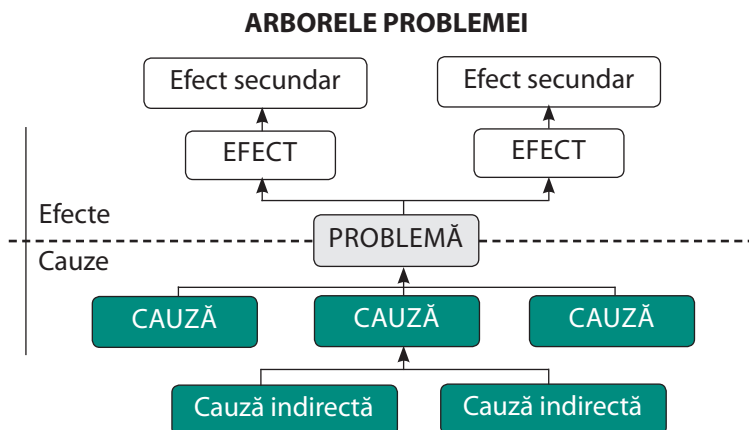 ARBORELE PROBLEMEI
Efect secundar
Efect secundar
EFECT
EFECT
Efecte
PROBLEMĂ
Cauze
CAUZĂ
CAUZĂ
CAUZĂ
Cauză indirectă
Cauză indirectă